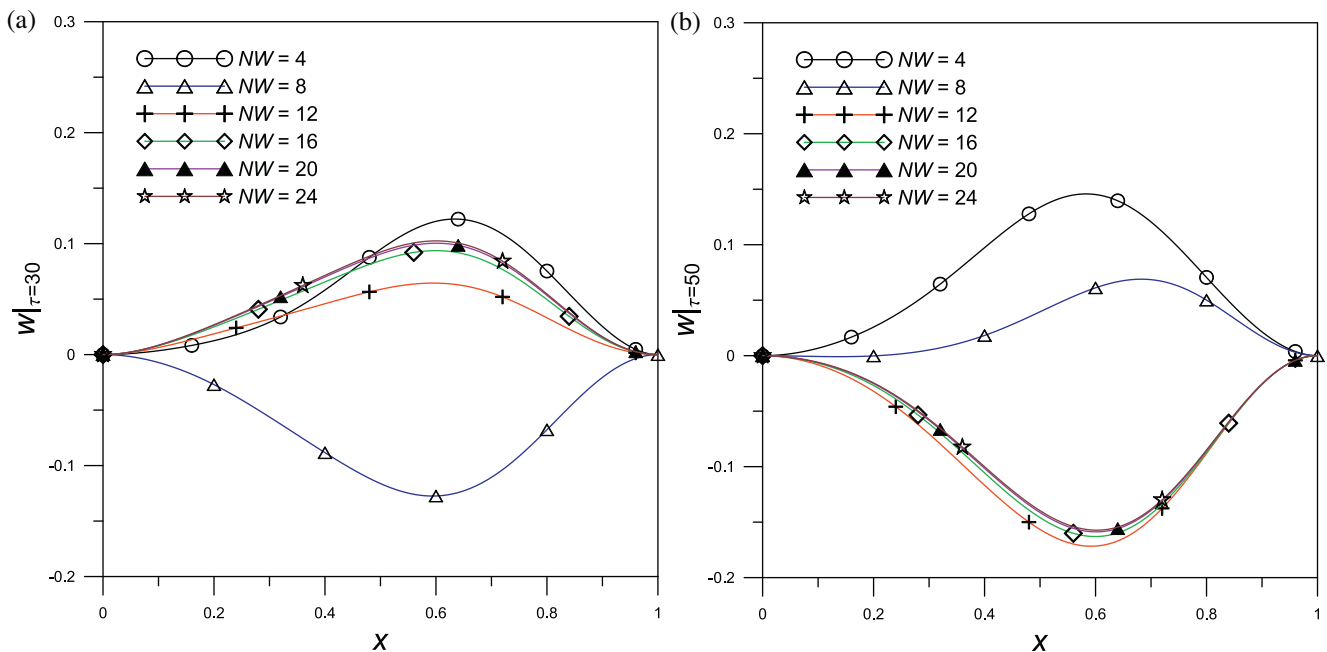 (a)
0.3
0.2
0.1
0
-0.1
-0.2
w|τ=30
NW = 4
NW = 8
NW = 12
NW = 16
NW = 20
NW = 24
0
0.2
0.4
0.6
0.8
1
x
(b)
0.3
0.2
0.1
0
-0.1
-0.2
w|τ=50
NW = 4
NW = 8
NW = 12
NW = 16
NW = 20
NW = 24
0
0.2
0.4
0.6
0.8
1
x